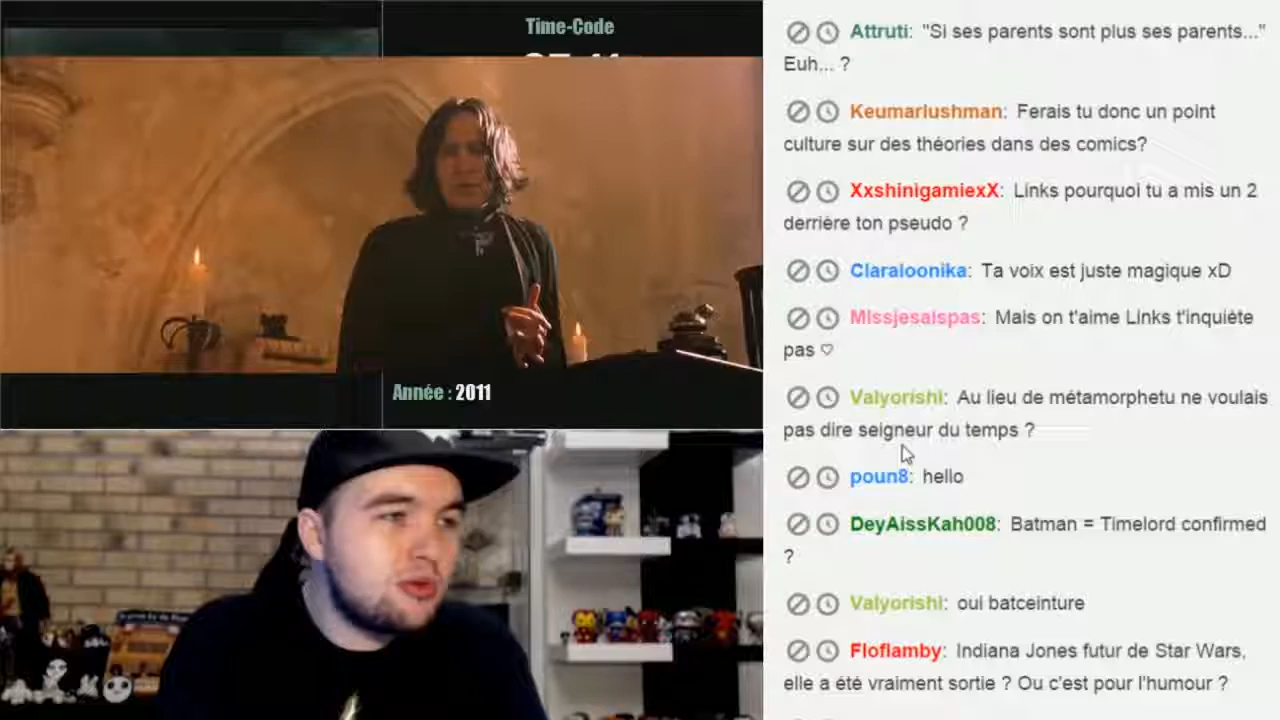 Time-Code
Année : 2011
Attruti: "Si ses parents sont plus ses parents..."
Euh... ?
Keumarlushman: Ferais tu donc un point
culture sur des théories dans des comics?
XxshinigamiexX: Links pourquoi tu a mis un 2
derrière ton pseudo ?
Claraloonika: Ta voix est juste magique xD
Missjesaispas: Mais on t'aime Links t'inquiète
pas ♡
Valyorishi: Au lieu de métamorphetu ne voulais
pas dire seigneur du temps ?
poun8: hello
DeyAissKah008: Batman = Timelord confirmed
?
Valyorishi: oui batceinture
Floflamby: Indiana Jones futur de Star Wars,
elle a été vraiment sortie ? Ou c'est pour l'humour ?